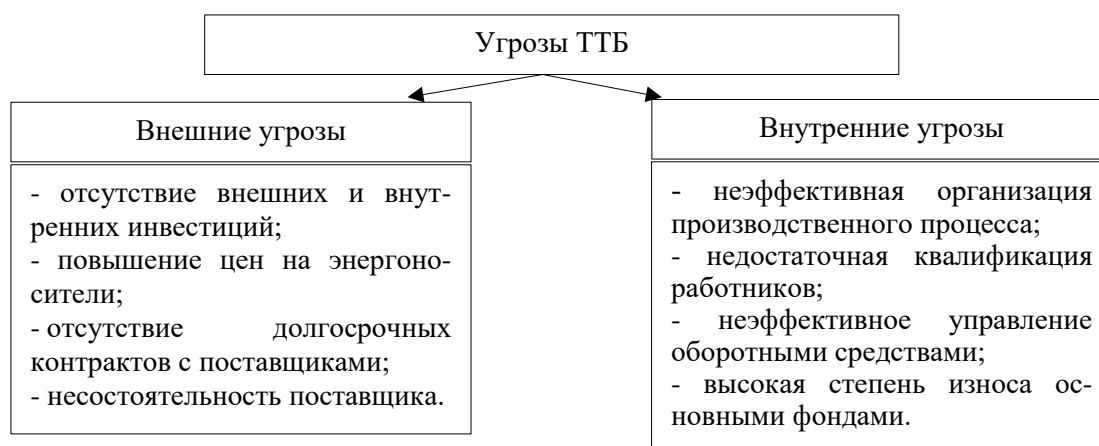 Угрозы ТТБ
Внешние угрозы
- отсутствие внешних и внут-
ренних инвестиций;
- повышение цен на энергоно-
сители;
- отсутствие долгосрочных
контрактов с поставщиками;
- несостоятельность поставщика.
Внутренние угрозы
- неэффективная организация
производственного процесса;
- недостаточная квалификация
работников;
- неэффективное управление
оборотными средствами;
- высокая степень износа ос-
новными фондами.